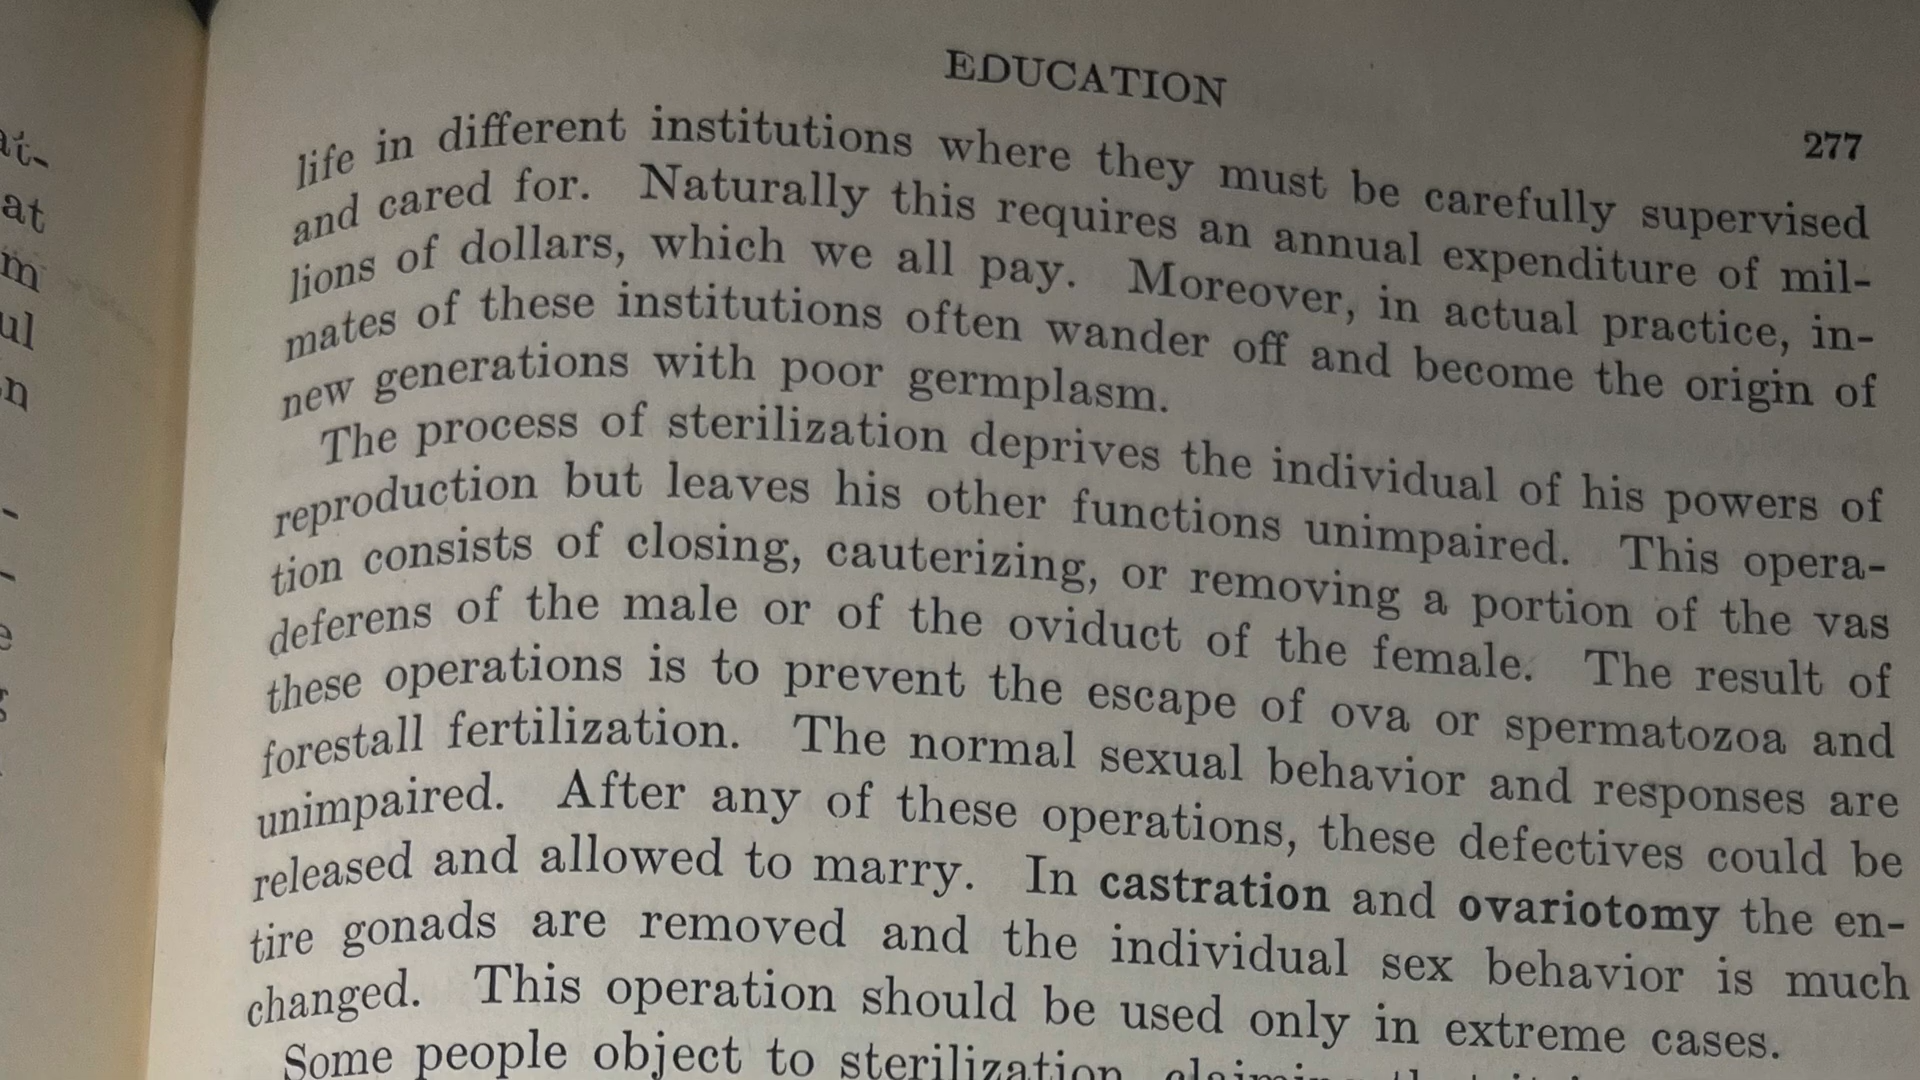 EDUCATION
277
life in different institutions where they must be carefully supervised
and cared for. Naturally this requires an annual expenditure of mil-
lions of dollars, which we all pay. Moreover, in actual practice, in-
mates of these institutions often wander off and become the origin of
new generations with poor germplasm.
The process of sterilization deprives the individual of his powers of
reproduction but leaves his other functions unimpaired. This opera-
tion consists of closing, cauterizing, or removing a portion of the vas
deferens of the male or of the oviduct of the female. The result of
these operations is to prevent the escape of ova or spermatozoa and
forestall fertilization. The normal sexual behavior and responses are
unimpaired. After any of these operations, these defectives could be
released and allowed to marry. In castration and ovariotomy the en-
tire gonads are removed and the individual sex behavior is much
changed. This operation should be used only in extreme cases.
Some people object to sterilization, claiming